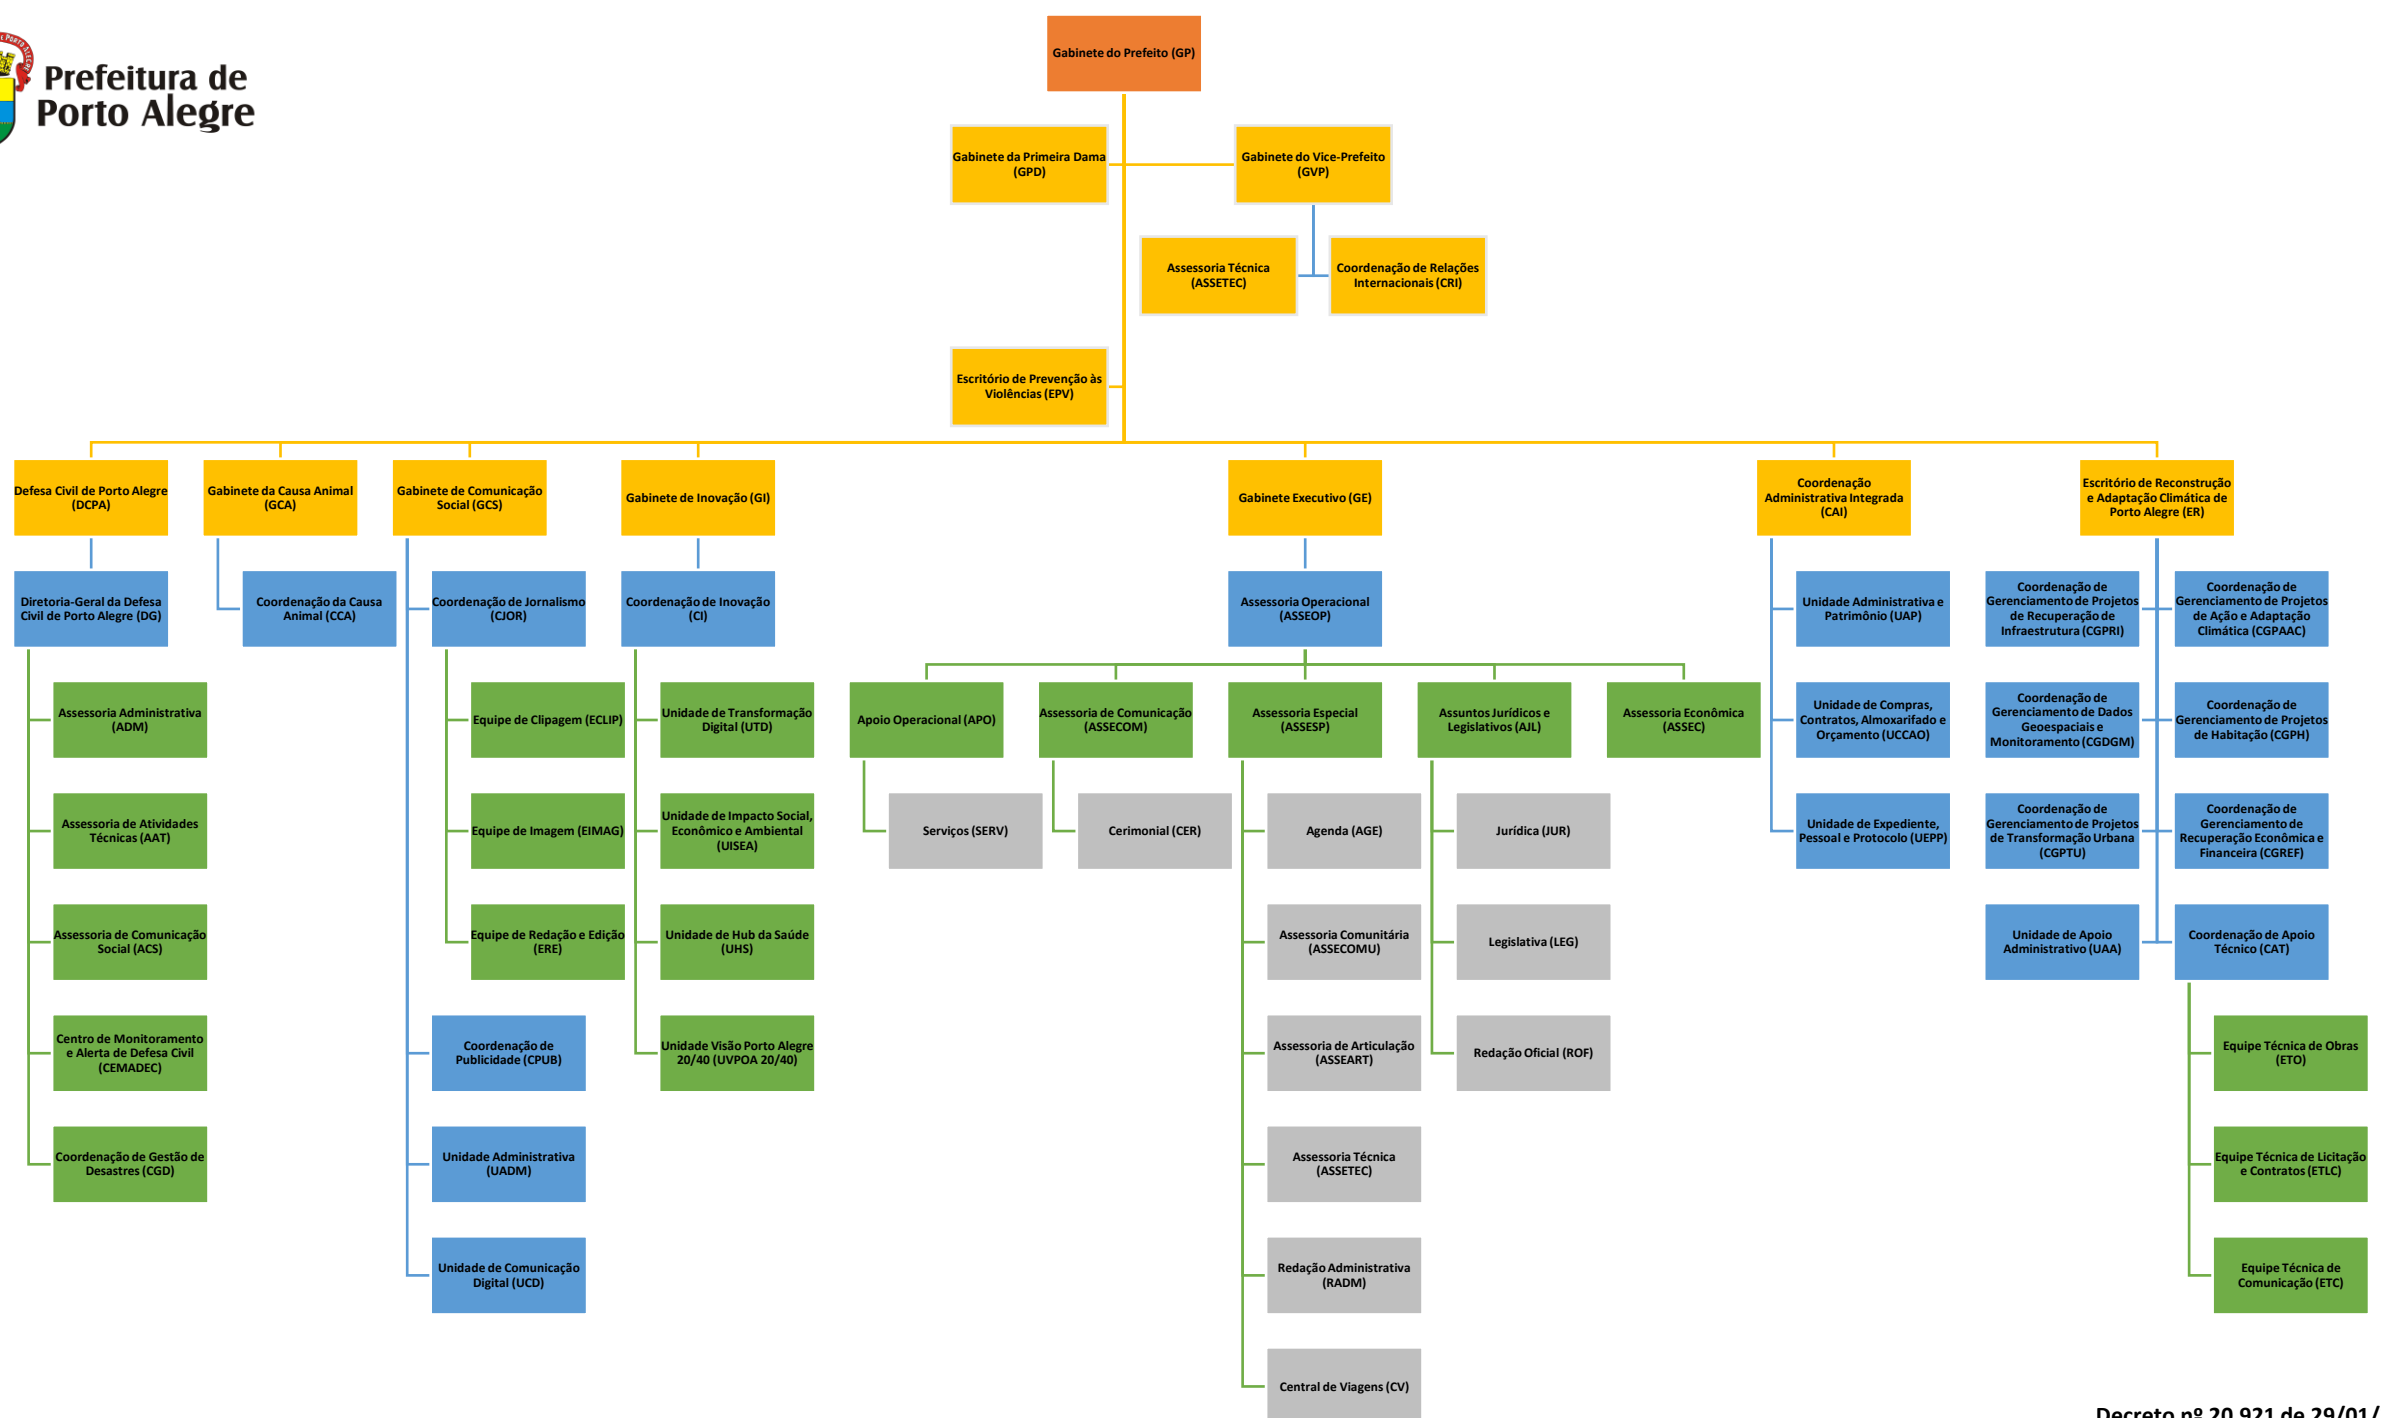 Prefeitura de
Porto Alegre
Gabinete do Prefeito (GP)
Gabinete da Primeira Dama
(GPD)
Gabinete do Vice-Prefeito
(GVP)
Assessoria Técnica
(ASSETEC)
Coordenação de Relações
Internacionais (CRI)
Escritório de Prevenção às
Violências (EPV)
Defesa Civil de Porto Alegre
(DCPA)
Gabinete da Causa Animal
(GCA)
Gabinete de Comunicação
Social (GCS)
Gabinete de Inovação (GI)
Gabinete Executivo (GE)
Coordenação
Administrativa Integrada
(CAI)
Escritório de Reconstrução
e Adaptação Climática de
Porto Alegre (ER)
Diretoria-Geral da Defesa
Civil de Porto Alegre (DG)
Coordenação da Causa
Animal (CCA)
Coordenação de Jornalismo
(CJOR)
Coordenação de Inovação
(CI)
Assessoria Operacional
(ASSEOP)
Unidade Administrativa e
Patrimônio (UAP)
Coordenação de
Gerenciamento de Projetos
de Recuperação de
Infraestrutura (CGPRI)
Coordenação de
Gerenciamento de Projetos
de Ação e Adaptação
Climática (CGPAAC)
Assessoria Administrativa
(ADM)
Equipe de Clipagem (ECLIP)
Unidade de Transformação
Digital (UTD)
Apoio Operacional (APO)
Assessoria de Comunicação
(ASSECOM)
Assessoria Especial
(ASSESP)
Assuntos Jurídicos e
Legislativos (AJL)
Assessoria Econômica
(ASSEC)
Unidade de Compras,
Contratos, Almoxarifado e
Orçamento (UCCAO)
Coordenação de
Gerenciamento de Dados
Geoespaciais e
Monitoramento (CGDGM)
Coordenação de
Gerenciamento de Projetos
de Habitação (CGPH)
Assessoria de Atividades
Técnicas (AAT)
Equipe de Imagem (EIMAG)
Unidade de Impacto Social,
Econômico e Ambiental
(UISEA)
Serviços (SERV)
Cerimonial (CER)
Agenda (AGE)
Jurídica (JUR)
Unidade de Expediente,
Pessoal e Protocolo (UEPP)
Coordenação de
Gerenciamento de Projetos
de Transformação Urbana
(CGPTU)
Coordenação de
Gerenciamento de
Recuperação Econômica e
Financeira (CGREF)
Assessoria de Comunicação
Social (ACS)
Equipe de Redação e Edição
(ERE)
Unidade de Hub da Saúde
(UHS)
Assessoria Comunitária
(ASSECOMU)
Legislativa (LEG)
Unidade de Apoio
Administrativo (UAA)
Coordenação de Apoio
Técnico (CAT)
Centro de Monitoramento
e Alerta de Defesa Civil
(CEMADEC)
Coordenação de
Publicidade (CPUB)
Unidade Visão Porto Alegre
20/40 (UVPOA 20/40)
Assessoria de Articulação
(ASSEART)
Redação Oficial (ROF)
Equipe Técnica de Obras
(ETO)
Coordenação de Gestão de
Desastres (CGD)
Unidade Administrativa
(UADM)
Assessoria Técnica
(ASSETEC)
Equipe Técnica de Licitação
e Contratos (ETLC)
Unidade de Comunicação
Digital (UCD)
Redação Administrativa
(RADM)
Equipe Técnica de
Comunicação (ETC)
Central de Viagens (CV)
Decreto nº 20.921 de 29/01/